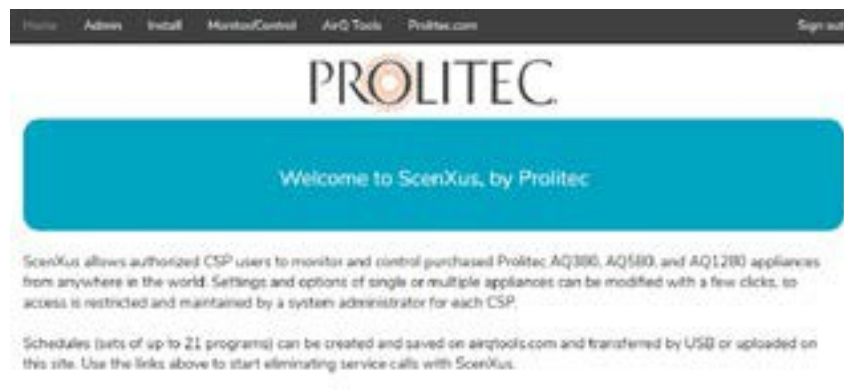 Home Admin Install Monitor/Control AirQ Tools Prolitec.com Sign out
PROLITEC
Welcome to ScenXus, by Prolitec
ScenXus allows authorized CSP users to monitor and control purchased Prolitec AQ380, AQ580, and AQ1280 appliances
from anywhere in the world. Settings and options of single or multiple appliances can be modified with a few clicks, so
access is restricted and maintained by a system administrator for each CSP.
Schedules (sets of up to 21 programs) can be created and saved on airqtools.com and transferred by USB or uploaded on
this site. Use the links above to start eliminating service calls with ScenXus.